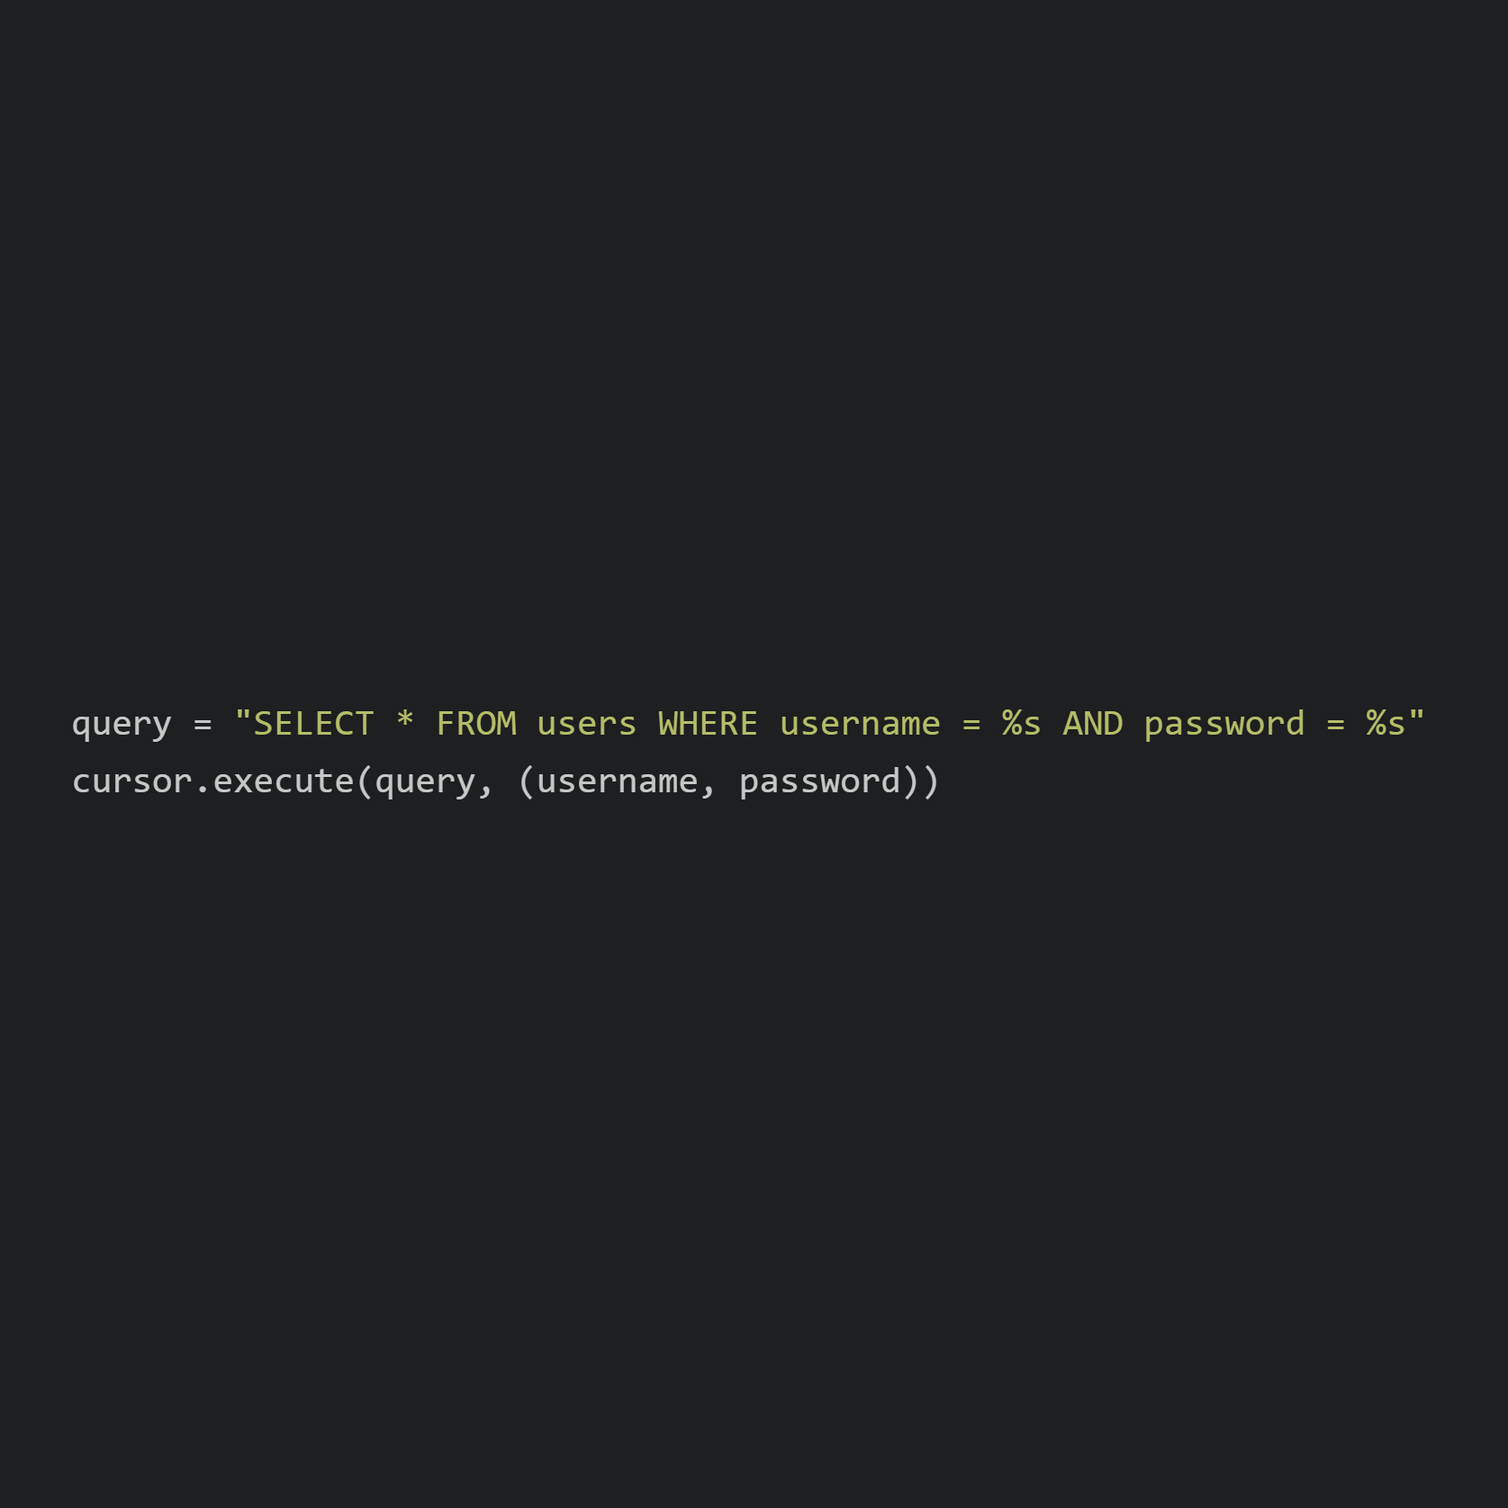 query = "SELECT * FROM users WHERE username = %s AND password = %s"
cursor.execute(query, (username, password))